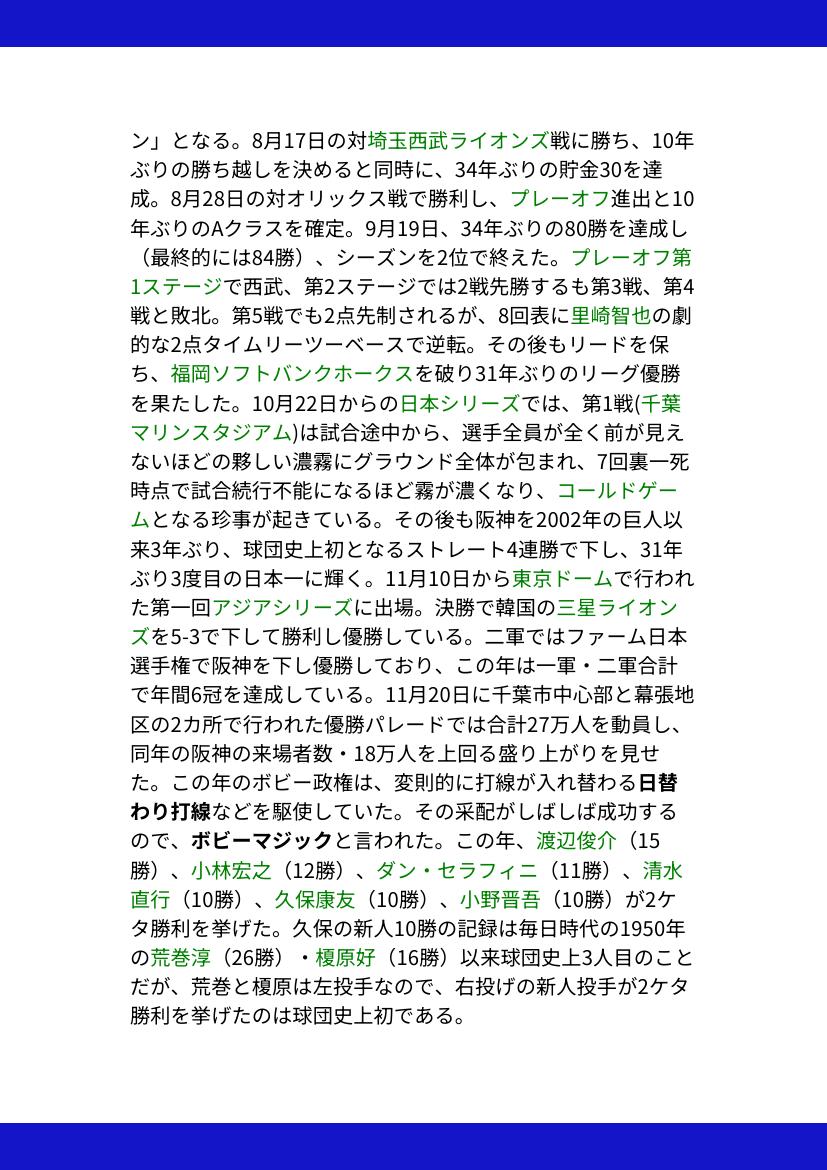 ン」となる。8月17日の対埼玉西武ライオンズ戦に勝ち、10年
ぶりの勝ち越しを決めると同時に、34年ぶりの貯金30を達
成。8月28日の対オリックス戦で勝利し、プレーオフ進出と10
年ぶりのAクラスを確定。9月19日、34年ぶりの80勝を達成し
（最終的には84勝）、シーズンを2位で終えた。プレーオフ第
1ステージで西武、第2ステージでは2戦先勝するも第3戦、第4
戦と敗北。第5戦でも2点先制されるが、8回表に里崎智也の劇
的な2点タイムリーツーベースで逆転。その後もリードを保
ち、福岡ソフトバンクホークスを破り31年ぶりのリーグ優勝
を果たした。10月22日からの日本シリーズでは、第1戦(千葉
マリンスタジアム)は試合途中から、選手全員が全く前が見え
ないほどの夥しい濃霧にグラウンド全体が包まれ、7回裏一死
時点で試合続行不能になるほど霧が濃くなり、コールドゲー
ムとなる珍事が起きている。その後も阪神を2002年の巨人以
来3年ぶり、球団史上初となるストレート4連勝で下し、31年
ぶり3度目の日本一に輝く。11月10日から東京ドームで行われ
た第一回アジアシリーズに出場。決勝で韓国の三星ライオン
ズを5-3で下して勝利し優勝している。二軍ではファーム日本
選手権で阪神を下し優勝しており、この年は一軍・二軍合計
で年間6冠を達成している。11月20日に千葉市中心部と幕張地
区の2カ所で行われた優勝パレードでは合計27万人を動員し、
同年の阪神の来場者数・18万人を上回る盛り上がりを見せ
た。この年のボビー政権は、変則的に打線が入れ替わる日替
わり打線などを駆使していた。その采配がしばしば成功する
ので、ボビーマジックと言われた。この年、渡辺俊介（15
勝）、小林宏之（12勝）、ダン・セラフィニ（11勝）、清水
直行（10勝）、久保康友（10勝）、小野晋吾（10勝）が2ケ
タ勝利を挙げた。久保の新人10勝の記録は毎日時代の1950年
の荒巻淳（26勝）・榎原好（16勝）以来球団史上3人目のこと
だが、荒巻と榎原は左投手なので、右投げの新人投手が2ケタ
勝利を挙げたのは球団史上初である。